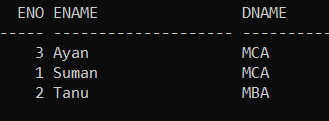 ENO ENAME DNAME
----- -------------------- ----------
3 Ayan MCA
1 Suman MCA
2 Tanu MBA